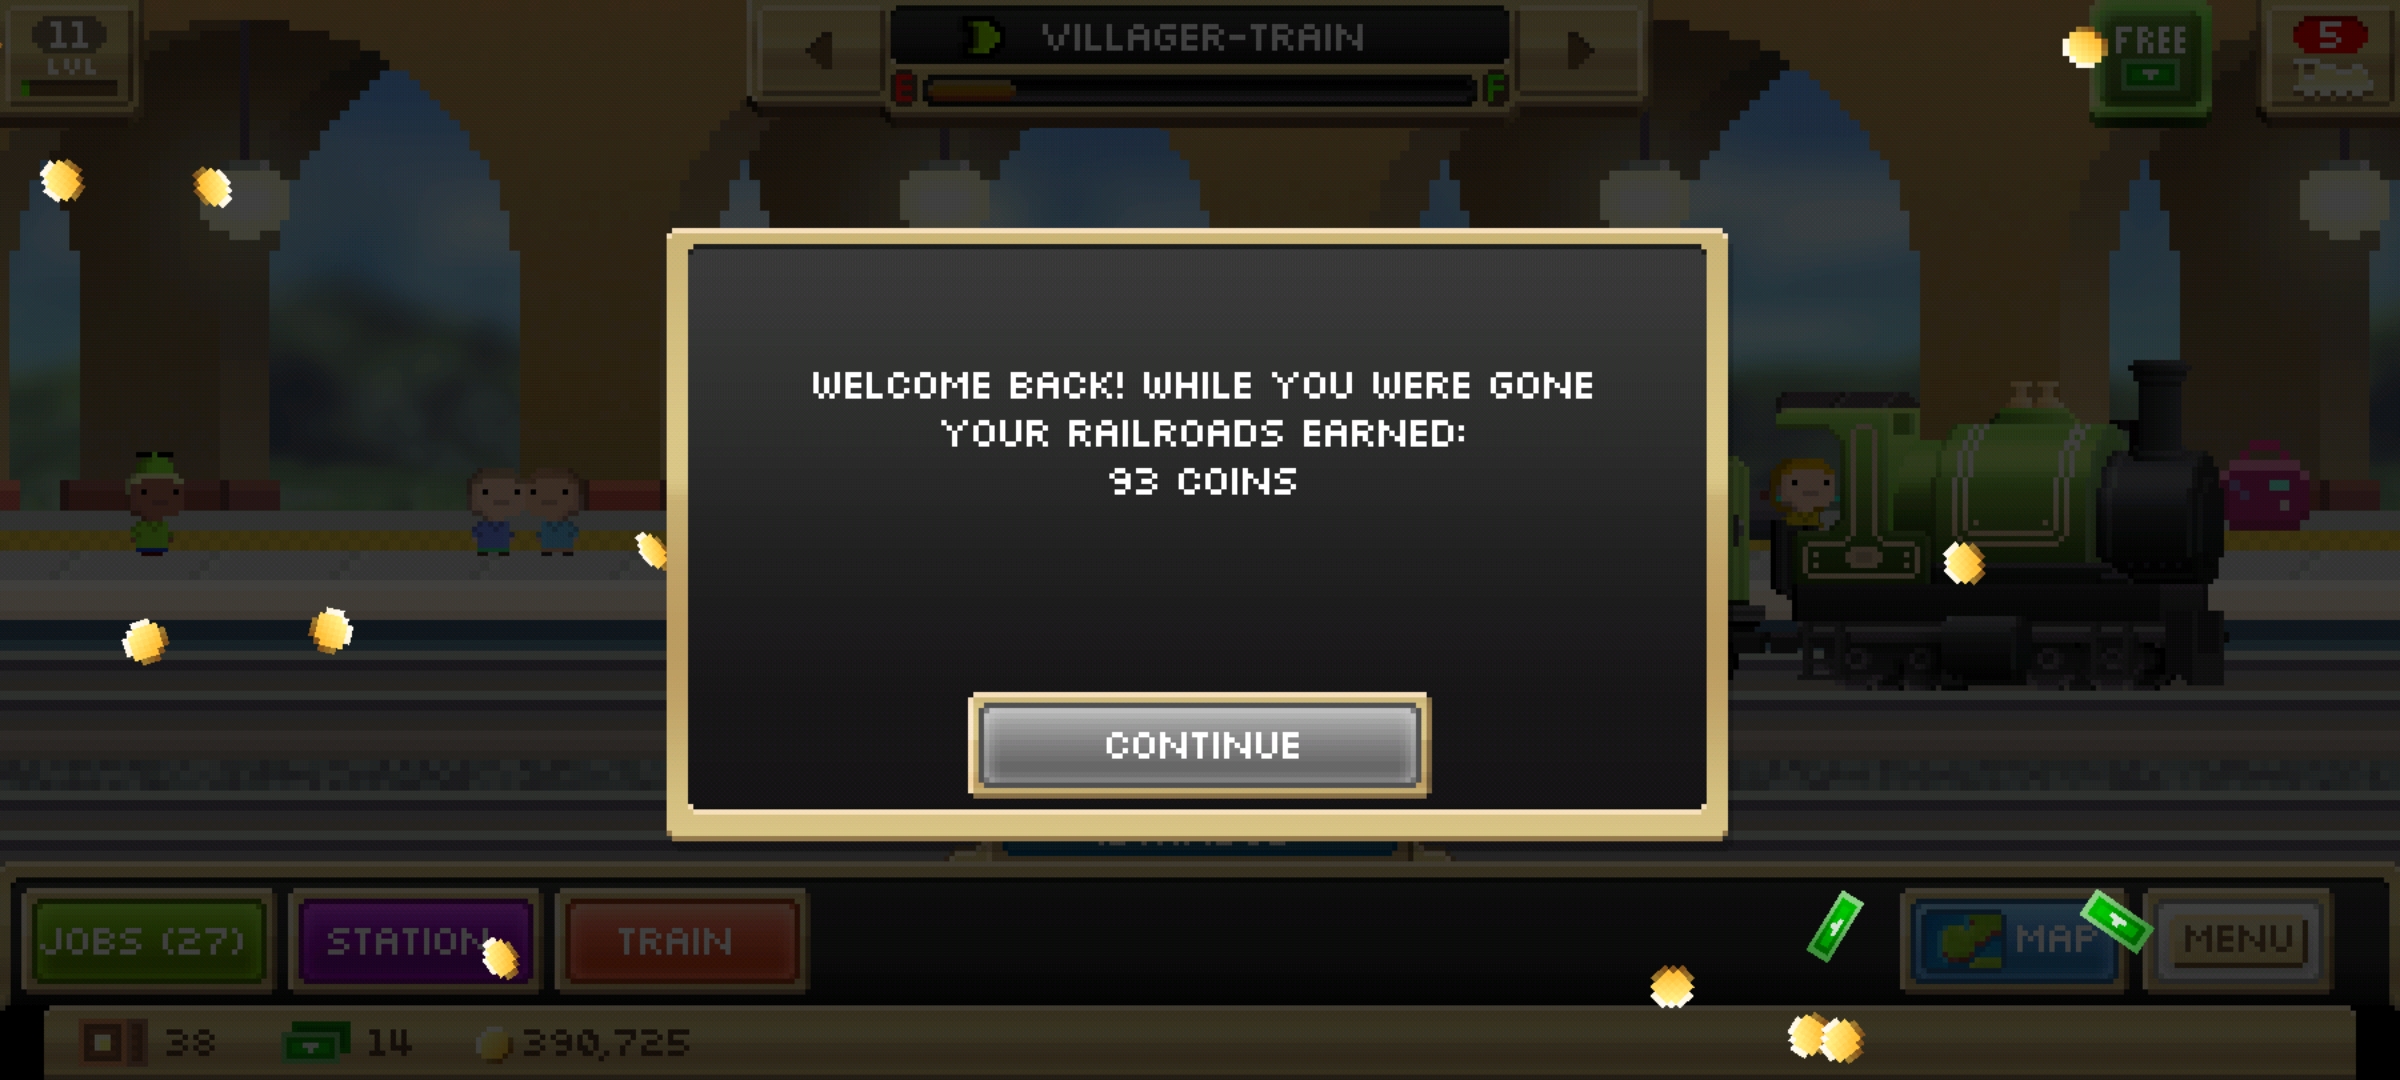 11
LVL
VILLAGER-TRAIN
E
F
FREE
5
WELCOME BACK! WHILE YOU WERE GONE
YOUR RAILROADS EARNED:
93 COINS
CONTINUE
JOBS (27)
STATION
TRAIN
MAP
MENU
38
14
390,725